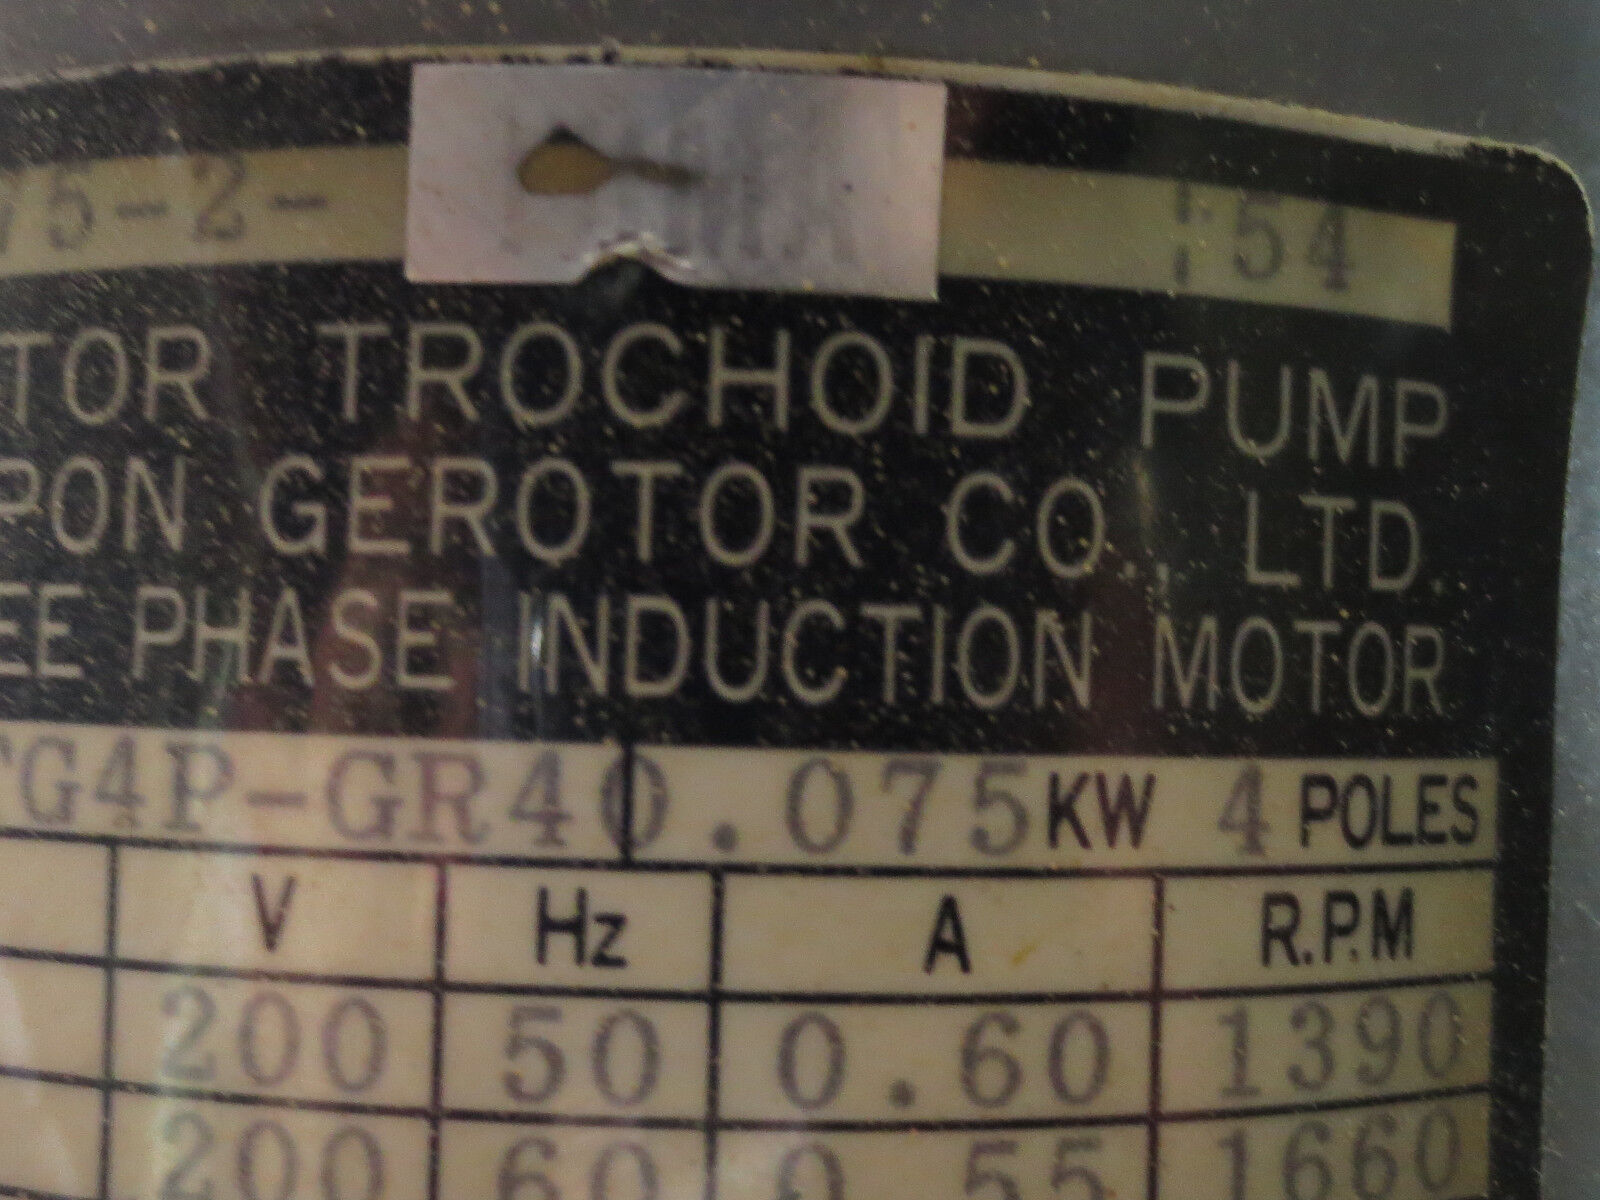 75-2- 54
TOR TROCHOID PUMP
PON GEROTOR CO., LTD.
EE PHASE INDUCTION MOTOR
TG4P-GR40.075KW 4 POLES
V Hz A R.P.M
200 50 0.60 1390
200 60 0.55 1660